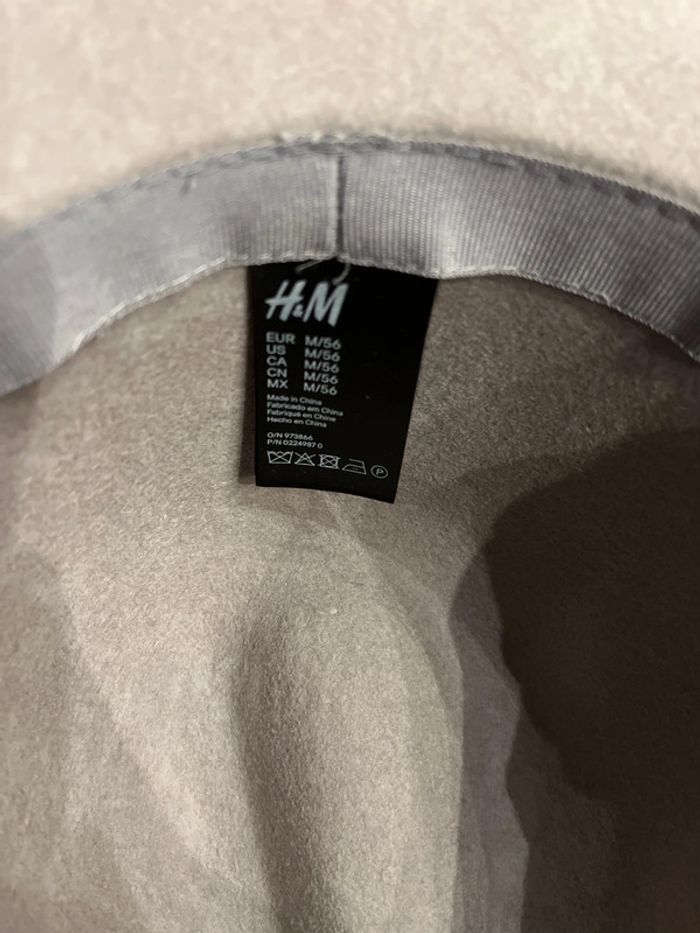 H&M
EUR M/56
US M/56
CA M/56
CN M/56
MX M/56
Made in China
Fabricado em China
Fabriqué en Chine
Hecho en China
O/N 973866
P/N 0224987 0
P